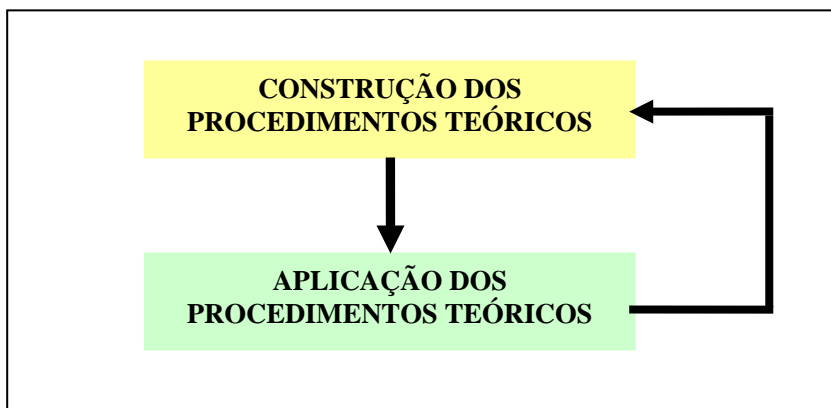 CONSTRUÇÃO DOS
PROCEDIMENTOS TEÓRICOS
APLICAÇÃO DOS
PROCEDIMENTOS TEÓRICOS